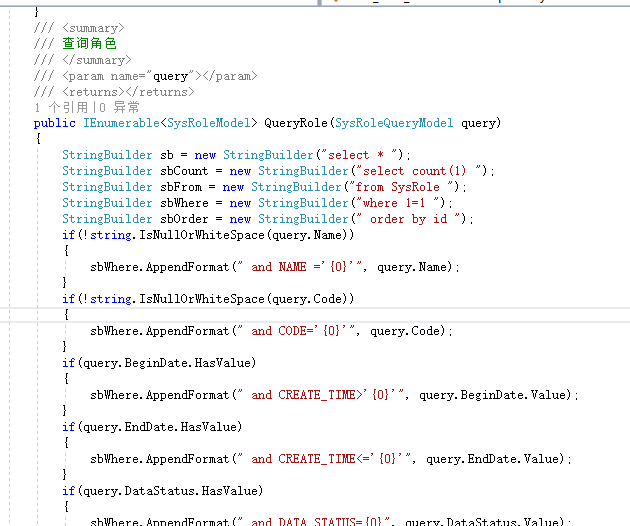 }
/// <summary>
/// 查询角色
/// </summary>
/// <param name="query"></param>
/// <returns></returns>
1 个引用|0 异常
public IEnumerable<SysRoleModel> QueryRole(SysRoleQueryModel query)
{
StringBuilder sb = new StringBuilder("select * ");
StringBuilder sbCount = new StringBuilder("select count(1) ");
StringBuilder sbFrom = new StringBuilder("from SysRole ");
StringBuilder sbWhere = new StringBuilder("where 1=1 ");
StringBuilder sbOrder = new StringBuilder(" order by id ");
if(!string.IsNullOrWhiteSpace(query.Name))
{
sbWhere.AppendFormat(" and NAME ='{0}'", query.Name);
}
if(!string.IsNullOrWhiteSpace(query.Code))
{
sbWhere.AppendFormat(" and CODE='{0}'", query.Code);
}
if(query.BeginDate.HasValue)
{
sbWhere.AppendFormat(" and CREATE_TIME>'{0}'", query.BeginDate.Value);
}
if(query.EndDate.HasValue)
{
sbWhere.AppendFormat(" and CREATE_TIME<='{0}'", query.EndDate.Value);
}
if(query.DataStatus.HasValue)
{
sbWhere.AppendFormat(" and DATA_STATUS={0}", query.DataStatus.Value);